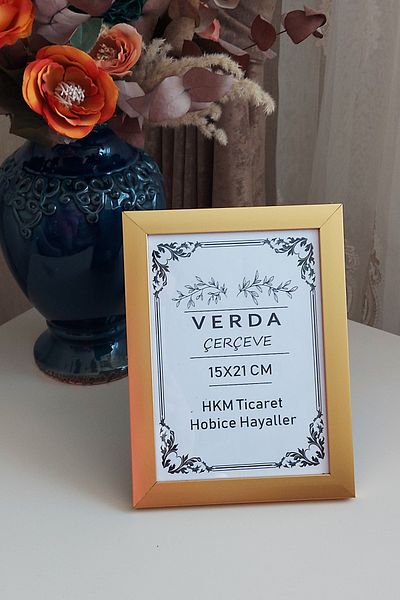 VERDA
ÇERÇEVE
15X21 CM
HKM Ticaret
Hobice Hayaller